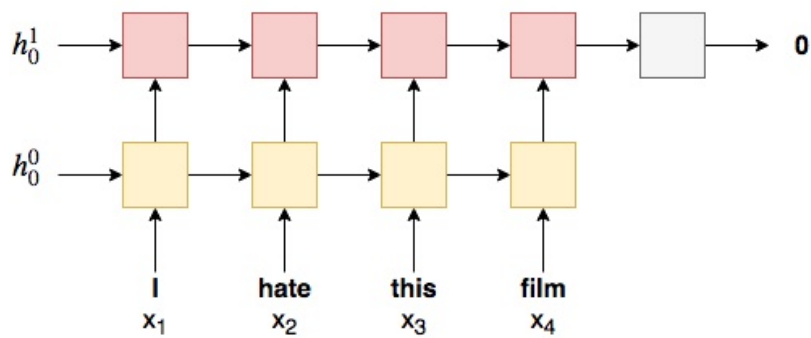 h_0^1 0
h_0^0
I hate this film
x_1 x_2 x_3 x_4